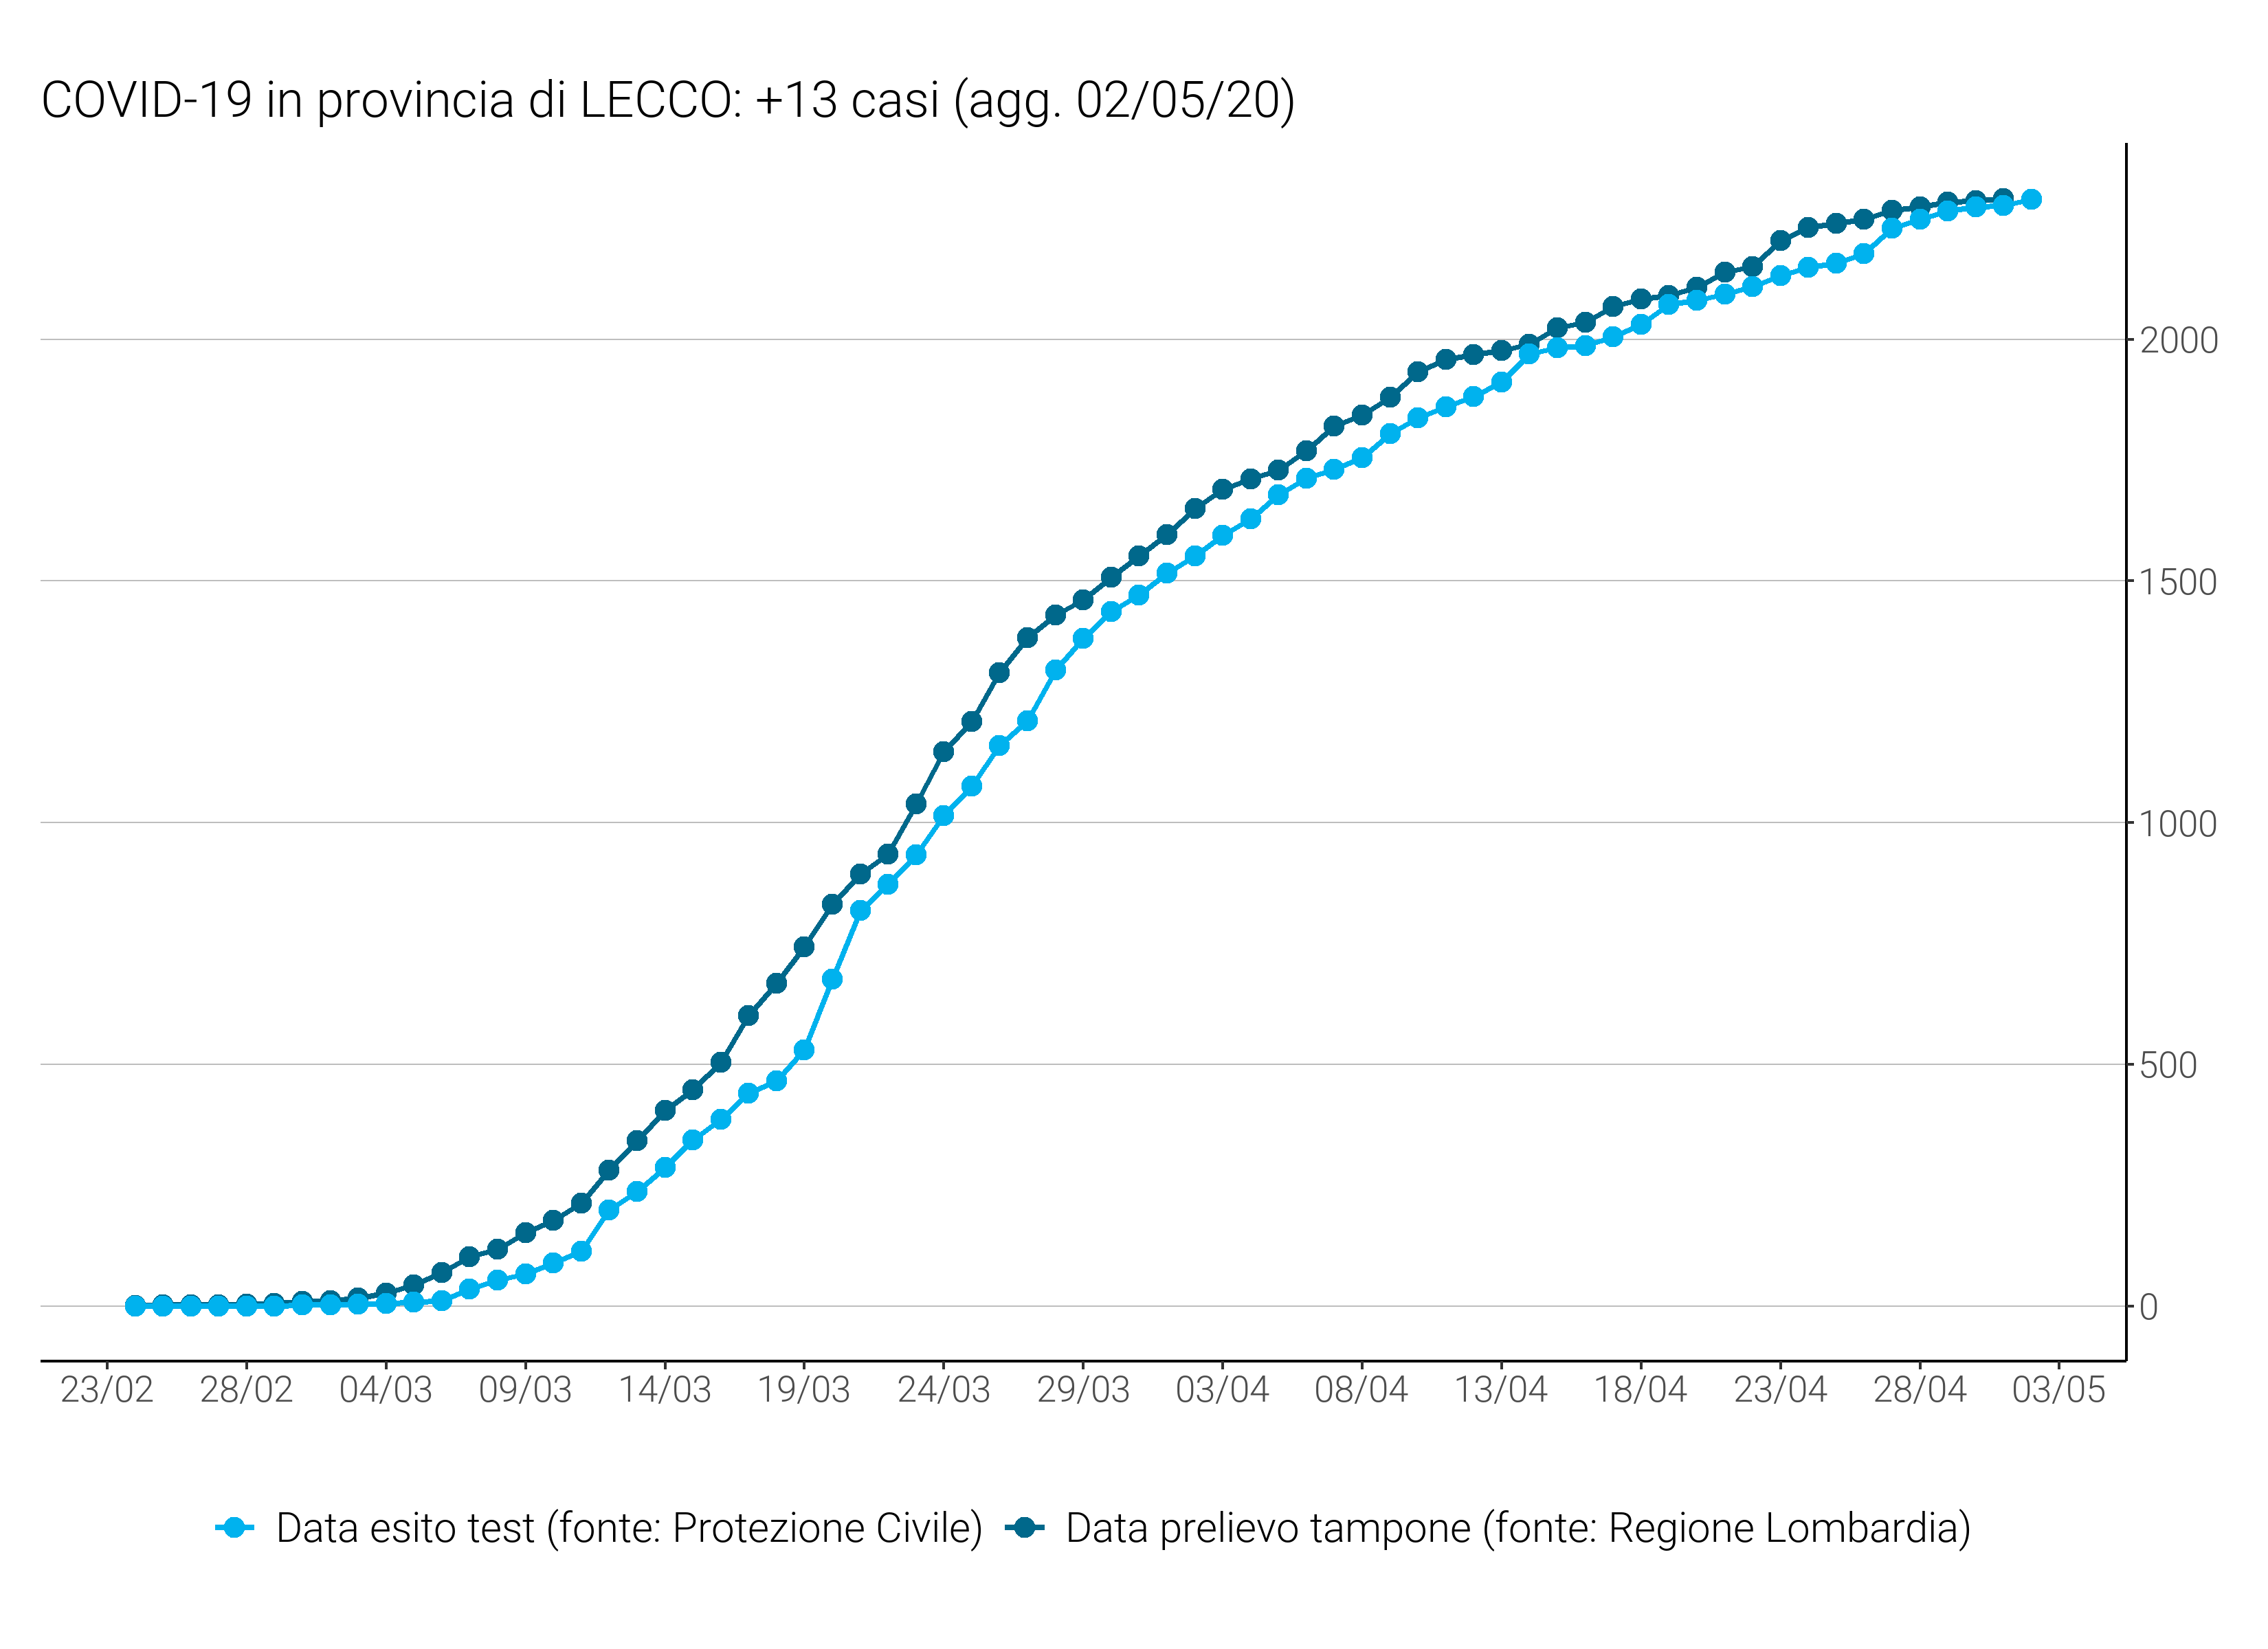 COVID-19 in provincia di LECCO: +13 casi (agg. 02/05/20)
2000
1500
1000
500
0
23/02 28/02 04/03 09/03 14/03 19/03 24/03 29/03 03/04 08/04 13/04 18/04 23/04 28/04 03/05
Data esito test (fonte: Protezione Civile) Data prelievo tampone (fonte: Regione Lombardia)